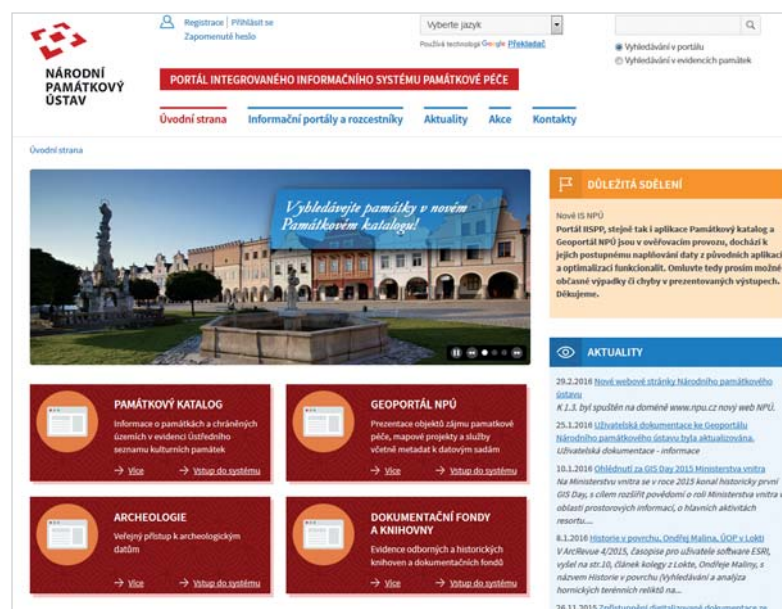 NÁRODNÍ
PAMÁTKOVÝ
ÚSTAV
Registrace | Přihlásit se
Zapomenuté heslo
Vyberte jazyk
Používá technologii Google Překladač
Vyhledávání v portálu
Vyhledávání v evidencích památek
PORTÁL INTEGROVANÉHO INFORMAČNÍHO SYSTÉMU PAMÁTKOVÉ PÉČE
Úvodní strana Informační portály a rozcestníky Aktuality Akce Kontakty
Úvodní strana
Vyhledávejte památky v novém
Památkovém katalogu!
DŮLEŽITÁ SDĚLENÍ
Nové IS NPÚ
Portál IISPP, stejně tak i aplikace Památkový katalog a
Geoportál NPÚ jsou v ověřovacím provozu, dochází k
jejich postupnému naplňování daty z původních aplikací
a optimalizaci funkcionalit. Omluvte tedy prosím možné
občasné výpadky či chyby v prezentovaných výstupech.
Děkujeme.
PAMÁTKOVÝ KATALOG
Informace o památkách a chráněných
územích v evidenci Ústředního
seznamu kulturních památek
→ Více → Vstup do systému
GEOPORTÁL NPÚ
Prezentace objektů zájmu pamatkové
péče, mapové projekty a služby
včetně metadat k datovým sadám
→ Více → Vstup do systému
ARCHEOLOGIE
Veřejný přístup k archeologickým
datům
→ Více → Vstup do systému
DOKUMENTAČNÍ FONDY
A KNIHOVNY
Evidence odborných a historických
knihoven a dokumentačních fondů
→ Více → Vstup do systému
AKTUALITY
29.2.2016 Nové webové stránky Národního památkového
ústavu
K 1.3. byl spuštěn na doméně www.npu.cz nový web NPÚ.
25.1.2016 Uživatelská dokumentace ke Geoportálu
Národního památkového ústavu byla aktualizována.
Uživatelská dokumentace - informace
10.1.2016 Ohlédnutí za GIS Day 2015 Ministerstva vnitra
Na Ministerstvu vnitra se v roce 2015 konal historicky první
GIS Day, s cílem rozšířit povědomí o roli Ministerstva vnitra v
oblasti prostorových informací, o hlavních aktivitách
resortu....
8.1.2016 Historie v povrchu, Ondřej Malina, ÚOP v Lokti
V ArcRevue 4/2015, časopise pro uživatele software ESRI,
vyšel na str.10, článek kolegy z Lokte, Ondřeje Maliny, s
názvem Historie v povrchu (Vyhledávání a analýza
hornických terénních reliktů na...
26.11.2015 Zpřístupnění digitalizované dokumentace ze